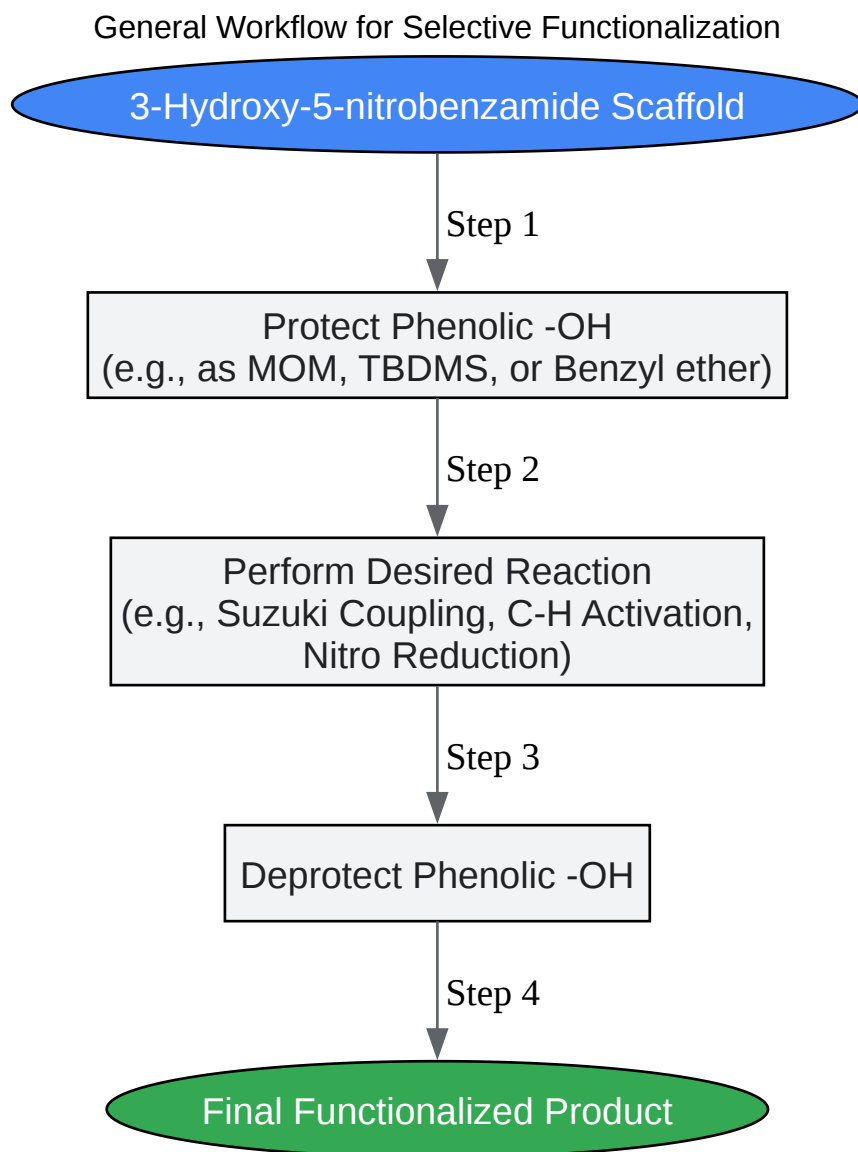 General Workflow for Selective Functionalization
3-Hydroxy-5-nitrobenzamide Scaffold
Step 1
Protect Phenolic -OH
(e.g., as MOM, TBDMS, or Benzyl ether)
Step 2
Perform Desired Reaction
(e.g., Suzuki Coupling, C-H Activation,
Nitro Reduction)
Step 3
Deprotect Phenolic -OH
Step 4
Final Functionalized Product